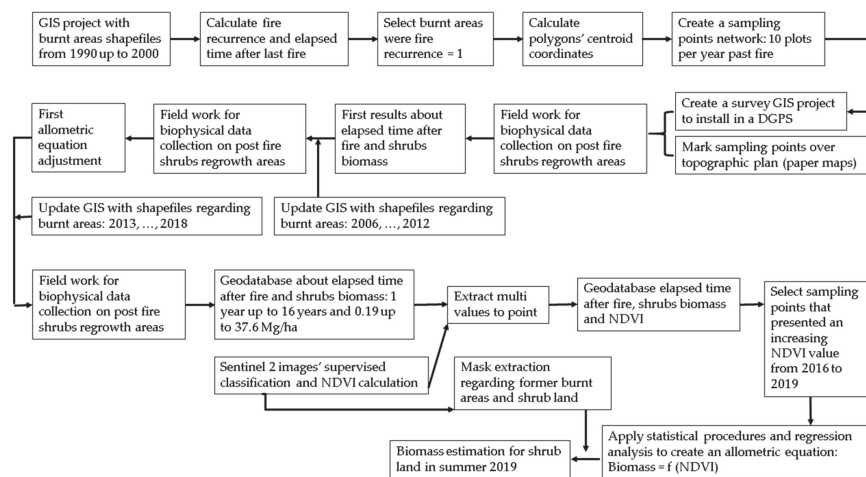 GIS project with
burnt areas shapefiles
from 1990 up to 2000
Calculate fire
recurrence and elapsed
time after last fire
Select burnt areas
were fire
recurrence = 1
Calculate
polygons' centroid
coordinates
Create a sampling
points network: 10 plots
per year past fire
Create a survey GIS project
to install in a DGPS
Mark sampling points over
topographic plan (paper maps)
Field work for
biophysical data
collection on post fire
shrubs regrowth areas
First results about
elapsed time after
fire and shrubs
biomass
Field work for
biophysical data
collection on post fire
shrubs regrowth areas
First
allometric
equation
adjustment
Update GIS with shapefiles regarding
burnt areas: 2013, …, 2018
Update GIS with shapefiles regarding
burnt areas: 2006, …, 2012
Field work for
biophysical data
collection on post fire
shrubs regrowth areas
Geodatabase about elapsed time
after fire and shrubs biomass: 1
year up to 16 years and 0.19 up
to 37.6 Mg/ha
Extract multi
values to point
Geodatabase elapsed time
after fire, shrubs biomass
and NDVI
Select sampling
points that
presented an
increasing
NDVI value
from 2016 to
2019
Sentinel 2 images' supervised
classification and NDVI calculation
Mask extraction
regarding former burnt
areas and shrub land
Apply statistical procedures and regression
analysis to create an allometric equation:
Biomass = f (NDVI)
Biomass estimation for shrub
land in summer 2019